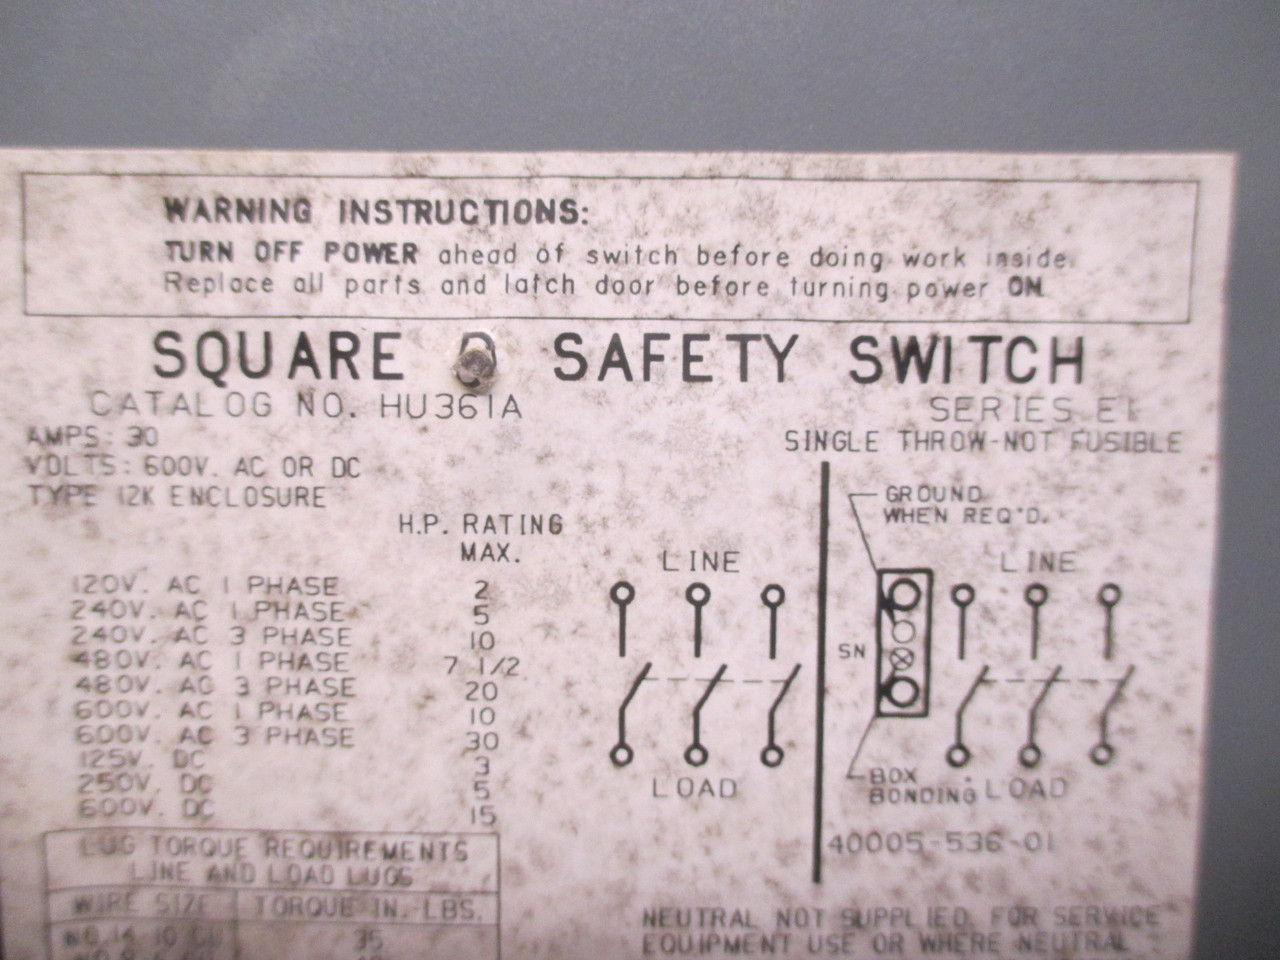 WARNING INSTRUCTIONS:
TURN OFF POWER ahead of switch before doing work inside.
Replace all parts and latch door before turning power ON.
SQUARE D SAFETY SWITCH
CATALOG NO. HU361A
SERIES E1
AMPS: 30
VOLTS: 600V. AC OR DC
TYPE 12K ENCLOSURE
SINGLE THROW-NOT FUSIBLE
H.P. RATING
MAX.
120V. AC 1 PHASE 2
240V. AC 1 PHASE 5
240V. AC 3 PHASE 10
480V. AC 1 PHASE 7 1/2
480V. AC 3 PHASE 20
600V. AC 1 PHASE 10
600V. AC 3 PHASE 30
125V. DC 3
250V. DC 5
600V. DC 15
LINE
LOAD
GROUND
WHEN REQ'D.
LINE
SN
BOX
BONDING
LOAD
40005-536-01
LUG TORQUE REQUIREMENTS
LINE AND LOAD LUGS
WIRE SIZE TORQUE IN.-LBS.
NO.14 10 CU 35
NEUTRAL NOT SUPPLIED. FOR SERVICE
EQUIPMENT USE OR WHERE NEUTRAL